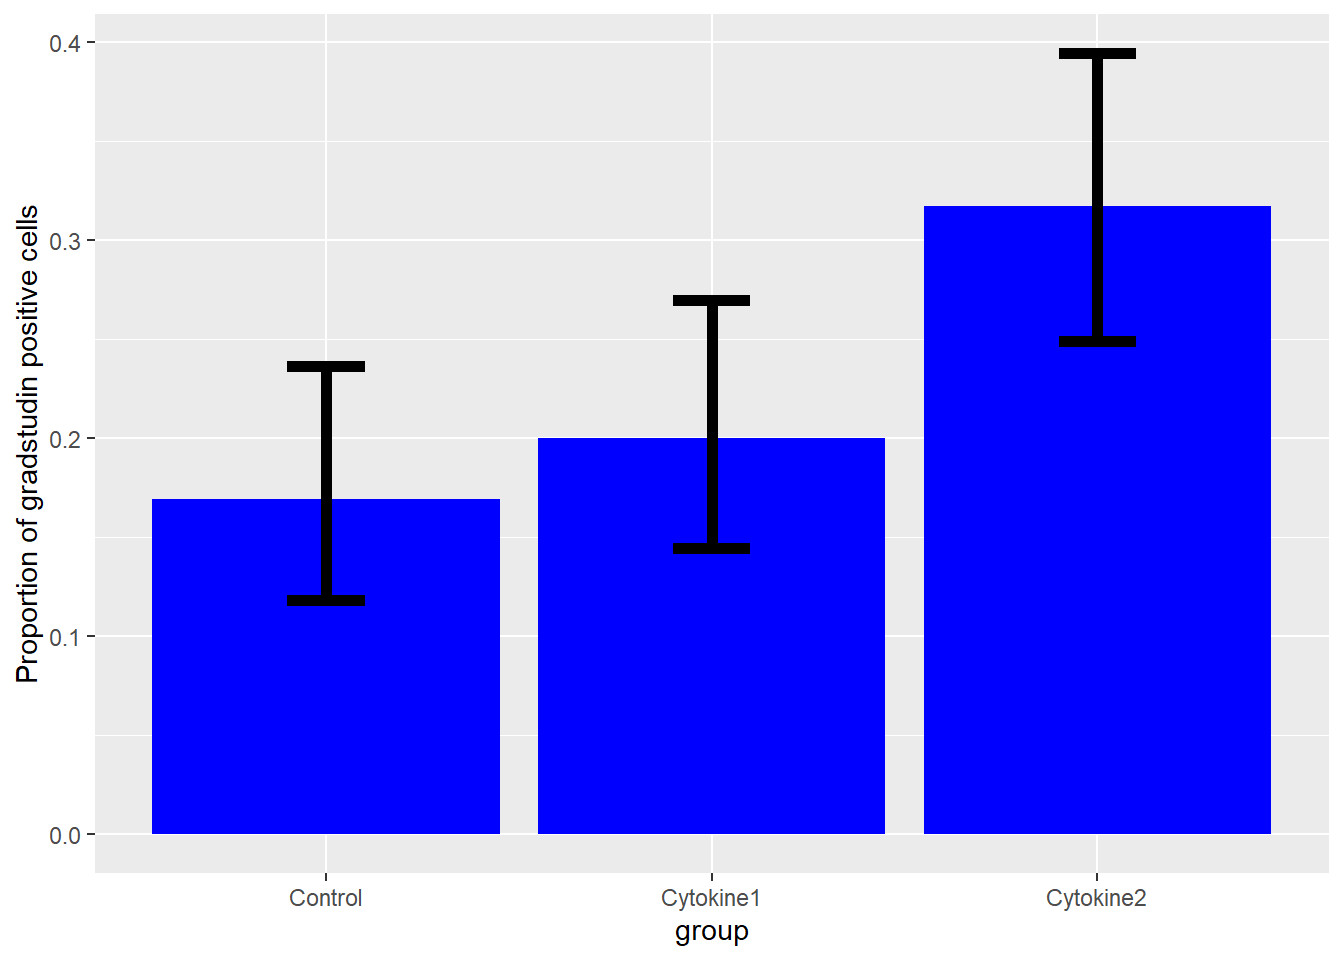 Proportion of gradstudin positive cells
0.4
0.3
0.2
0.1
0.0
Control
Cytokine1
Cytokine2
group